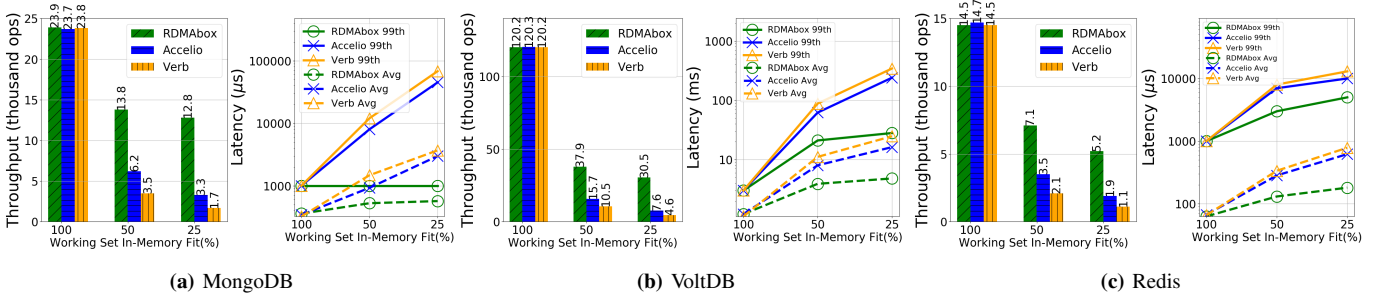 Throughput (thousand ops)
25
20
15
10
5
0
23.9
23.7
23.8
13.8
6.2
3.5
12.8
3.3
1.7
RDMAbox
Accelio
Verb
100
50
25
Working Set In-Memory Fit(%)
Latency (μs)
100000
10000
1000
RDMAbox 99th
Accelio 99th
Verb 99th
RDMAbox Avg
Accelio Avg
Verb Avg
100
50
25
Working Set In-Memory Fit(%)
(a) MongoDB
Throughput (thousand ops)
100
50
0
120.2
120.3
120.2
37.9
15.7
10.5
30.5
7.6
4.6
RDMAbox
Accelio
Verb
100
50
25
Working Set In-Memory Fit(%)
Latency (ms)
1000
100
10
RDMAbox 99th
Accelio 99th
Verb 99th
RDMAbox Avg
Accelio Avg
Verb Avg
100
50
25
Working Set In-Memory Fit(%)
(b) VoltDB
Throughput (thousand ops)
15
10
5
0
14.5
14.7
14.5
7.1
3.5
2.1
5.2
1.9
1.1
RDMAbox
Accelio
Verb
100
50
25
Working Set In-Memory Fit(%)
Latency (μs)
10000
1000
100
RDMAbox 99th
Accelio 99th
Verb 99th
RDMAbox Avg
Accelio Avg
Verb Avg
100
50
25
Working Set In-Memory Fit(%)
(c) Redis